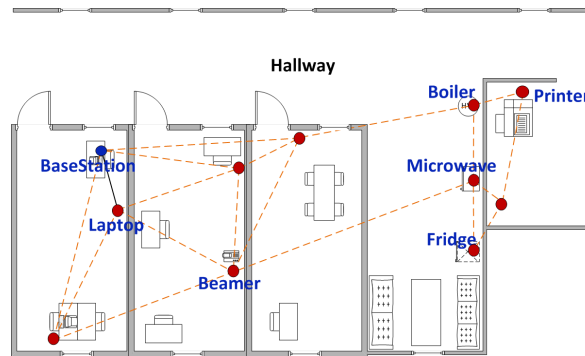 Hallway
Boiler
Printer
BaseStation
Microwave
Laptop
Fridge
Beamer